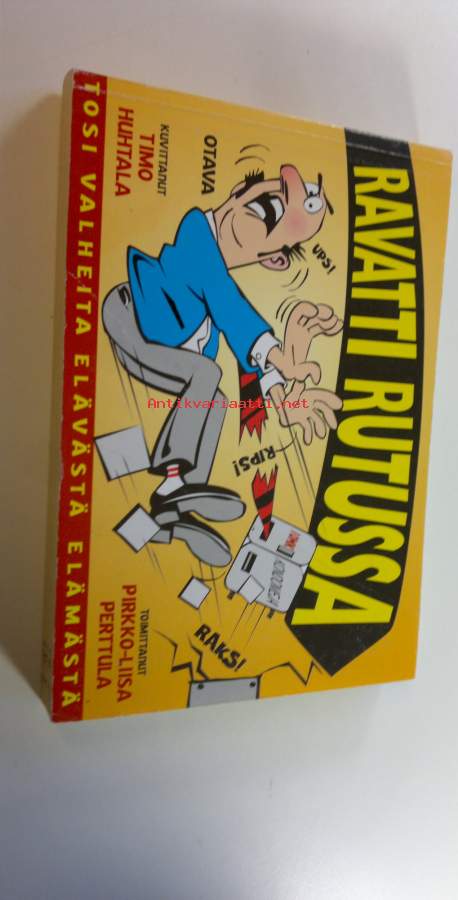 RAVATTI RUTUSSA
UPS!
OTAVA
KUVITTANUT
TIMO
HUHTALA
RIPS!
RAKS!
TOIMITTANUT
PIRKKO-LIISA
PERTTULA
TOSI VALHEITA ELÄVÄSTÄ ELÄMÄSTÄ
Antikvariaatti.net